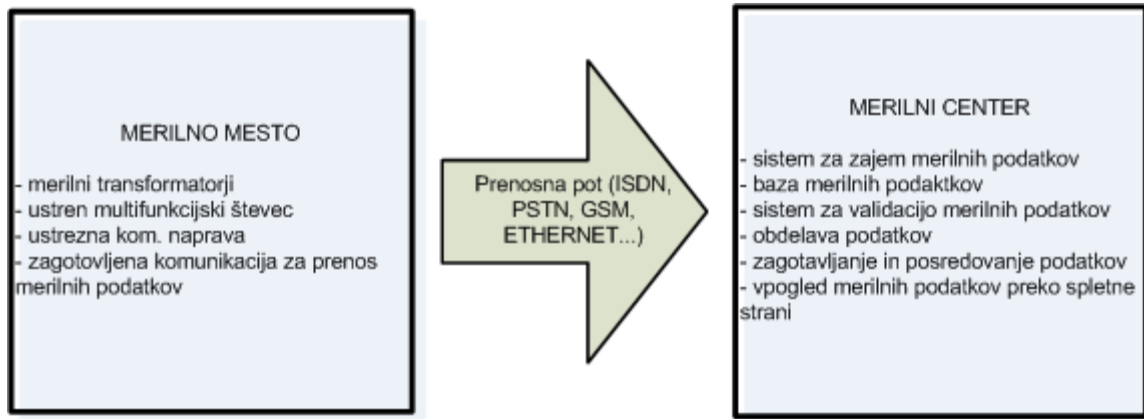 MERILNO MESTO
- merilni transformatorji
- ustren multifunkcijski števec
- ustrezna kom. naprava
- zagotovljena komunikacija za prenos
merilnih podatkov
Prenosna pot (ISDN,
PSTN, GSM,
ETHERNET...)
MERILNI CENTER
- sistem za zajem merilnih podatkov
- baza merilnih podaktkov
- sistem za validacijo merilnih podatkov
- obdelava podatkov
- zagotavljanje in posredovanje podatkov
- vpogled merilnih podatkov preko spletne
strani